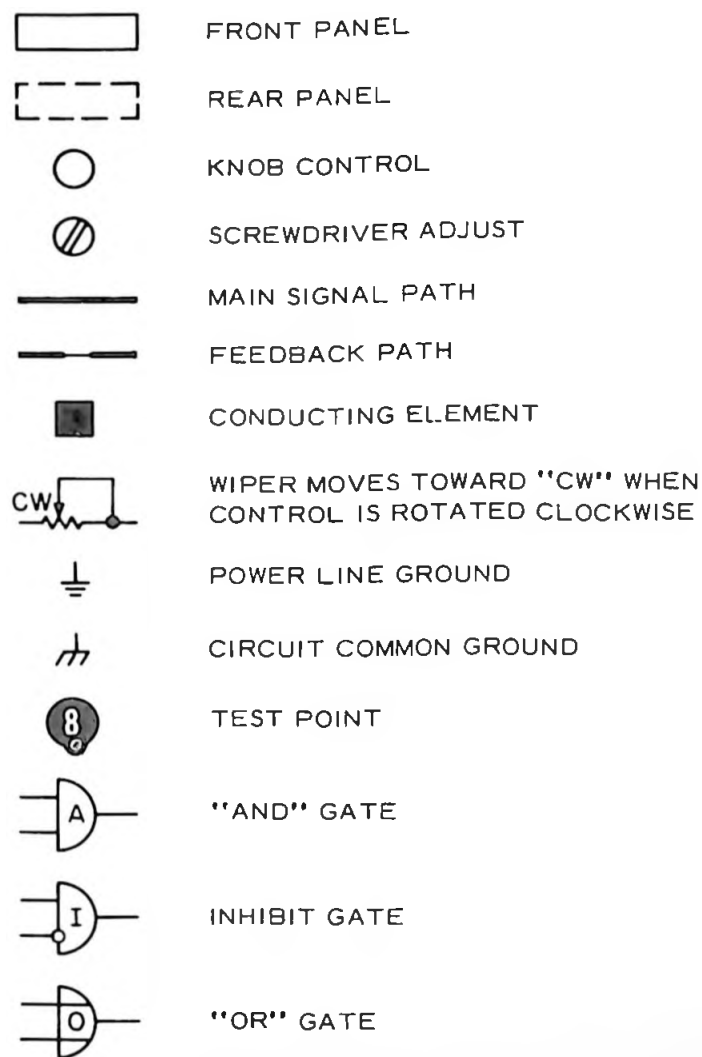 FRONT PANEL
REAR PANEL
KNOB CONTROL
SCREWDRIVER ADJUST
MAIN SIGNAL PATH
FEEDBACK PATH
CONDUCTING ELEMENT
CW WIPER MOVES TOWARD "CW" WHEN
CONTROL IS ROTATED CLOCKWISE
POWER LINE GROUND
CIRCUIT COMMON GROUND
8 TEST POINT
A "AND" GATE
I INHIBIT GATE
O "OR" GATE